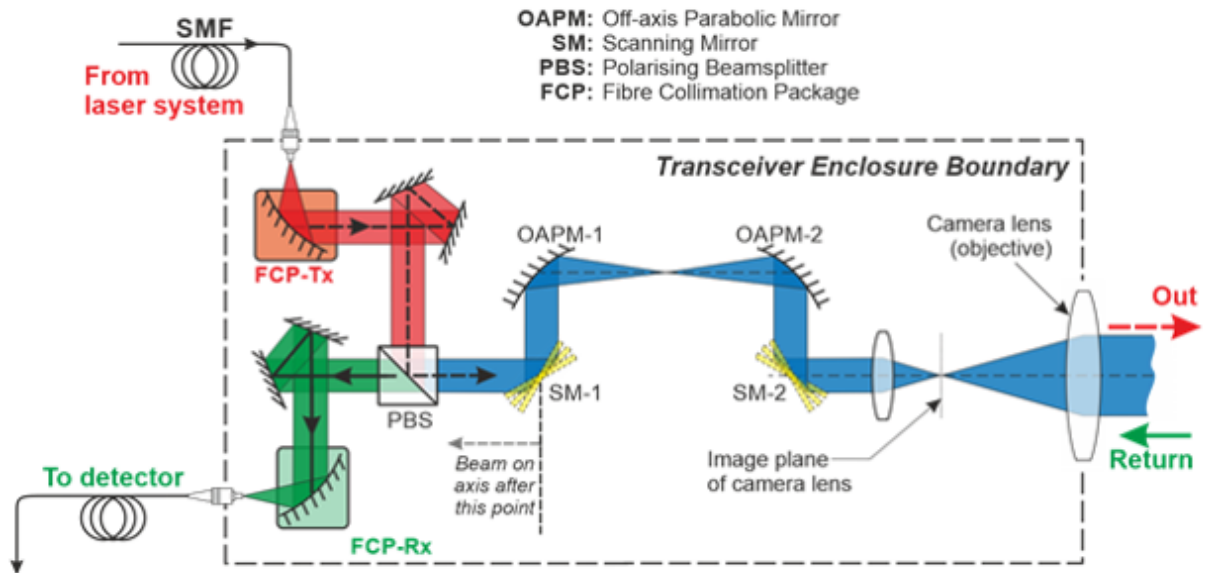 OAPM: Off-axis Parabolic Mirror
SM: Scanning Mirror
PBS: Polarising Beamsplitter
FCP: Fibre Collimation Package
SMF
From
laser system
Transceiver Enclosure Boundary
FCP-Tx
OAPM-1
OAPM-2
Camera lens
(objective)
Out
PBS
SM-1
SM-2
Beam on
axis after
this point
Image plane
of camera lens
Return
To detector
FCP-Rx